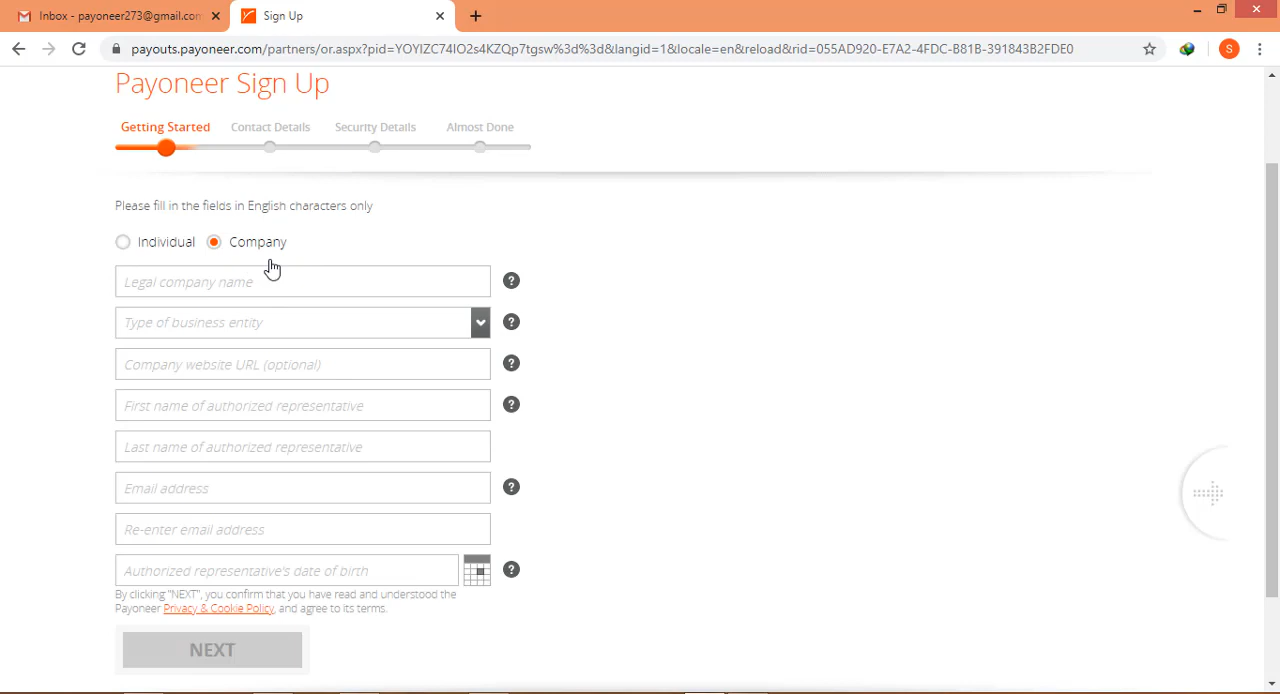 Inbox - payoneer273@gmail.com
Sign Up
payouts.payoneer.com/partners/or.aspx?pid=YOYIZC74IO2s4KZQp7tgsw%3d%3d&langid=1&locale=en&reload&rid=055AD920-E7A2-4FDC-B81B-391843B2FDE0
S
Payoneer Sign Up
Getting Started
Contact Details
Security Details
Almost Done
Please fill in the fields in English characters only
Individual
Company
Legal company name
?
Type of business entity
?
Company website URL (optional)
?
First name of authorized representative
?
Last name of authorized representative
Email address
?
Re-enter email address
Authorized representative's date of birth
?
By clicking "NEXT", you confirm that you have read and understood the
Payoneer Privacy & Cookie Policy, and agree to its terms.
NEXT